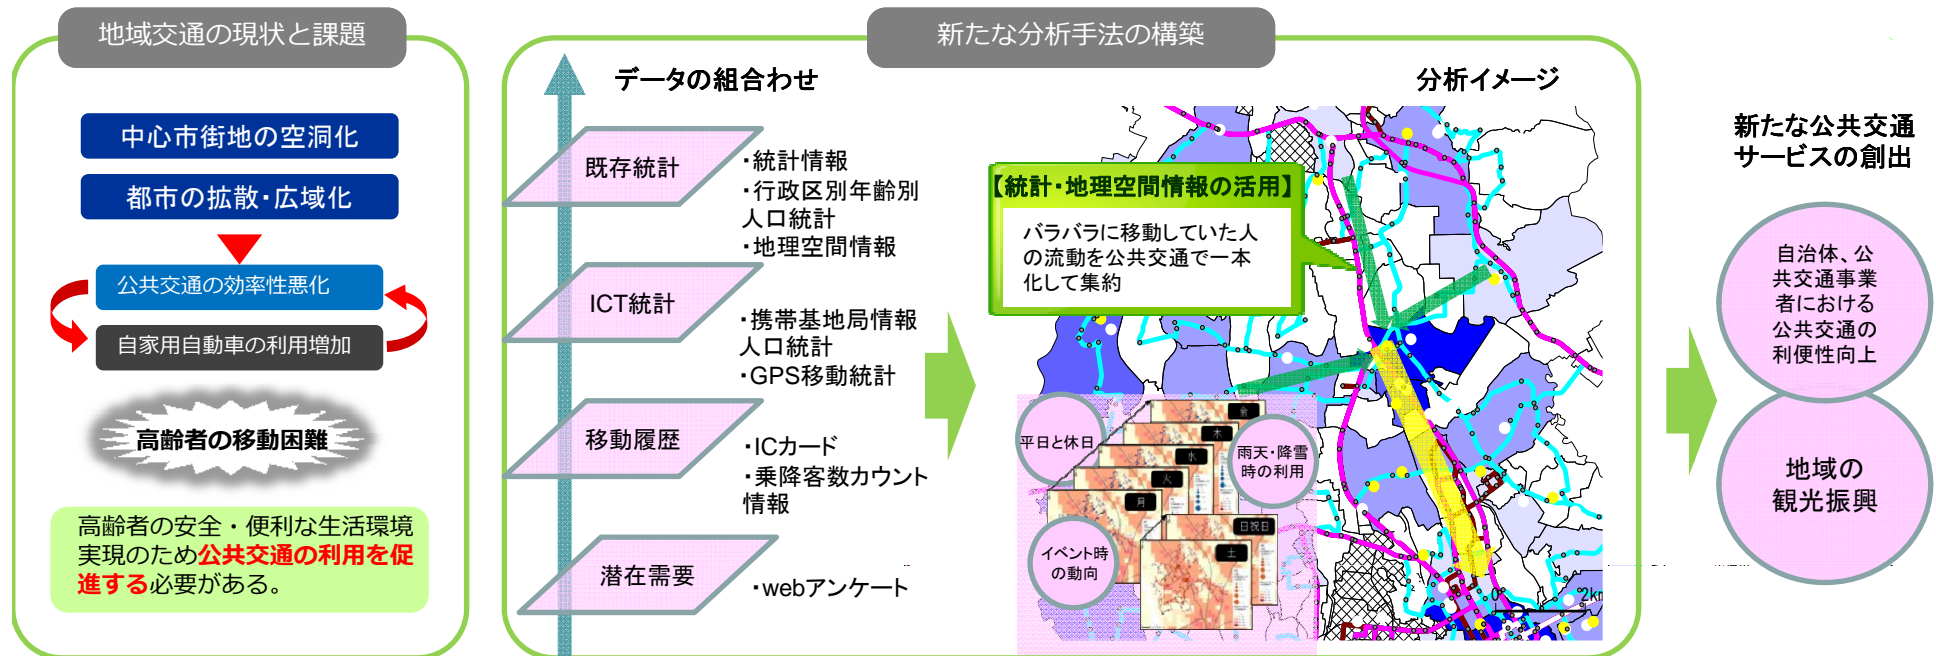 地域交通の現状と課題
中心市街地の空洞化
都市の拡散・広域化
公共交通の効率性悪化
自家用自動車の利用増加
高齢者の移動困難
高齢者の安全・便利な生活環境
実現のため公共交通の利用を促
進する必要がある。
新たな分析手法の構築
データの組合わせ
既存統計
・統計情報
・行政区別年齢別
人口統計
・地理空間情報
ICT統計
・携帯基地局情報
人口統計
・GPS移動統計
移動履歴
・ICカード
・乗降客数カウント
情報
潜在需要
・webアンケート
分析イメージ
【統計・地理空間情報の活用】
バラバラに移動していた人
の流動を公共交通で一本
化して集約
平日と休日
雨天・降雪
時の利用
イベント時
の動向
金
木
水
火
月
日祝日
土
0 2km
新たな公共交通
サービスの創出
自治体、公
共交通事業
者における
公共交通の
利便性向上
地域の
観光振興